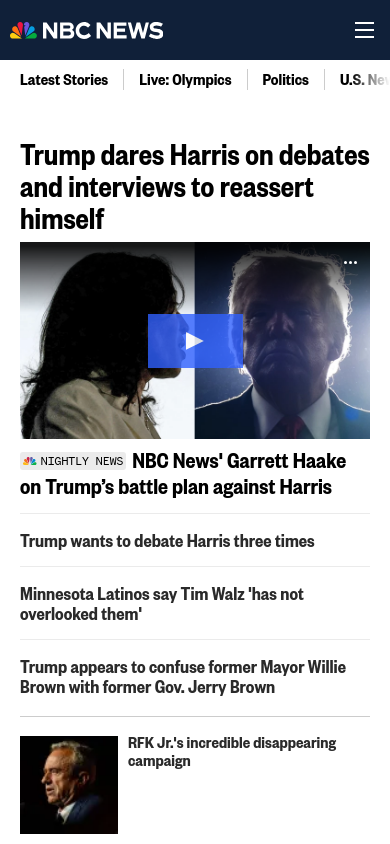 NBC NEWS
Latest Stories
Live: Olympics
Politics
U.S. Ne
Trump dares Harris on debates
and interviews to reassert
himself
NIGHTLY NEWS NBC News' Garrett Haake
on Trump’s battle plan against Harris
Trump wants to debate Harris three times
Minnesota Latinos say Tim Walz 'has not
overlooked them'
Trump appears to confuse former Mayor Willie
Brown with former Gov. Jerry Brown
RFK Jr.'s incredible disappearing
campaign